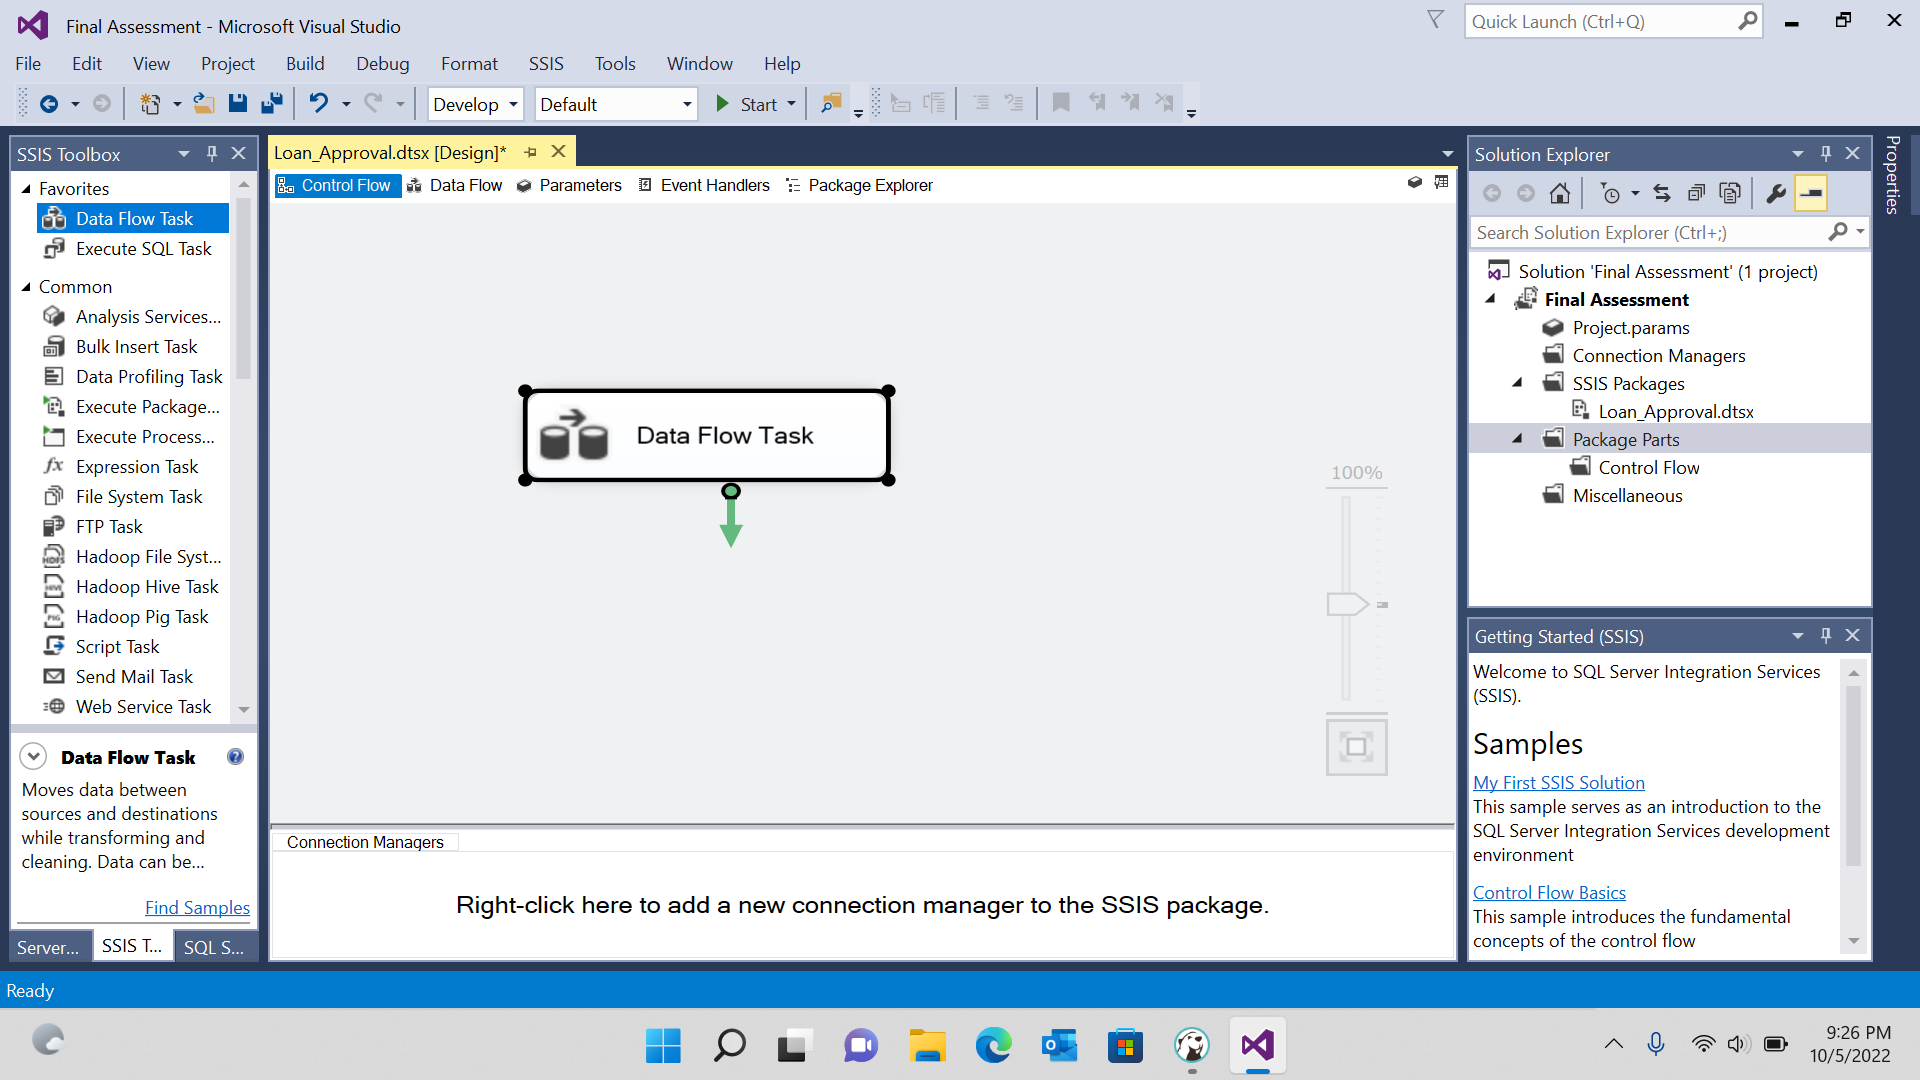 Final Assessment - Microsoft Visual Studio
Quick Launch (Ctrl+Q)
File Edit View Project Build Debug Format SSIS Tools Window Help
Develop Default Start
SSIS Toolbox
Favorites
Data Flow Task
Execute SQL Task
Common
Analysis Services...
Bulk Insert Task
Data Profiling Task
Execute Package...
Execute Process...
Expression Task
File System Task
FTP Task
Hadoop File Syst...
Hadoop Hive Task
Hadoop Pig Task
Script Task
Send Mail Task
Web Service Task
Data Flow Task
Moves data between
sources and destinations
while transforming and
cleaning. Data can be...
Find Samples
Server... SSIS T... SQL S...
Loan_Approval.dtsx [Design]*
Control Flow Data Flow Parameters Event Handlers Package Explorer
Data Flow Task
100%
Connection Managers
Right-click here to add a new connection manager to the SSIS package.
Solution Explorer
Search Solution Explorer (Ctrl+;)
Solution 'Final Assessment' (1 project)
Final Assessment
Project.params
Connection Managers
SSIS Packages
Loan_Approval.dtsx
Package Parts
Control Flow
Miscellaneous
Properties
Getting Started (SSIS)
Welcome to SQL Server Integration Services
(SSIS).
Samples
My First SSIS Solution
This sample serves as an introduction to the
SQL Server Integration Services development
environment
Control Flow Basics
This sample introduces the fundamental
concepts of the control flow
Ready
9:26 PM
10/5/2022